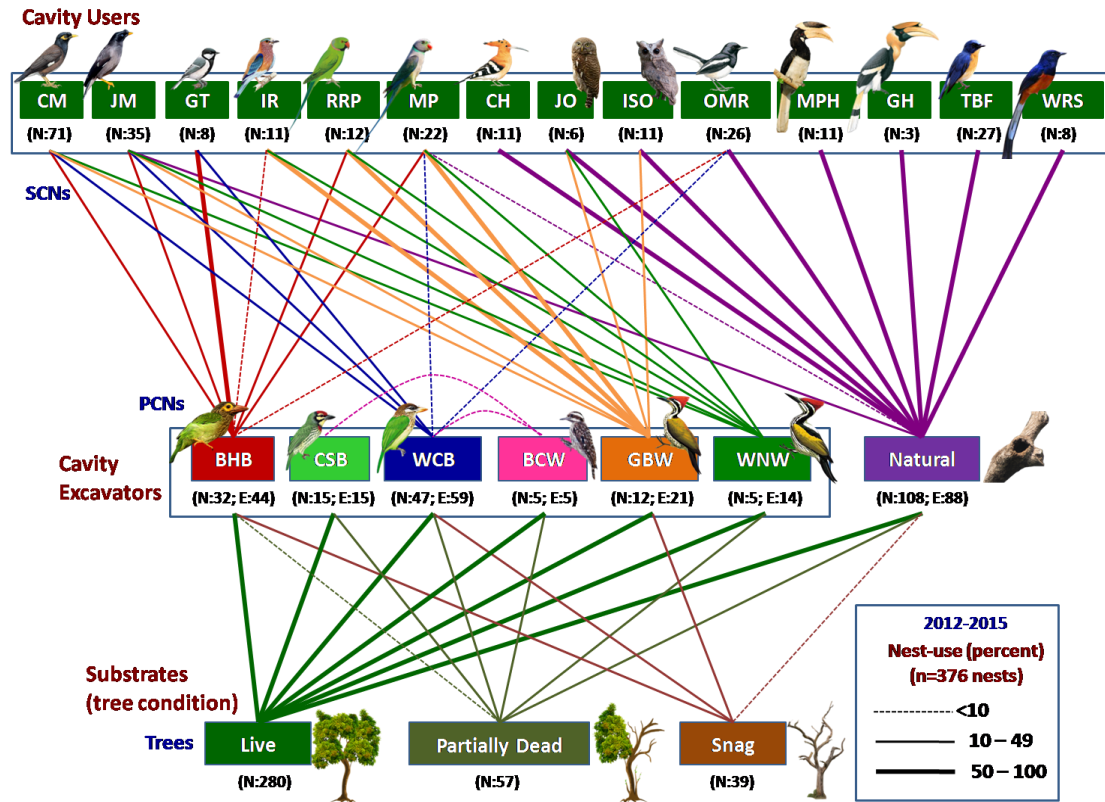 Cavity Users
CM JM GT IR RRP MP CH JO ISO OMR MPH GH TBF WRS
(N:71) (N:35) (N:8) (N:11) (N:12) (N:22) (N:11) (N:6) (N:11) (N:26) (N:11) (N:3) (N:27) (N:8)
SCNs
PCNs
BHB CSB WCB BCW GBW WNW Natural
Cavity
Excavators
(N:32; E:44) (N:15; E:15) (N:47; E:59) (N:5; E:5) (N:12; E:21) (N:5; E:14) (N:108; E:88)
Substrates
(tree condition)
Trees
Live Partially Dead Snag
(N:280) (N:57) (N:39)
2012-2015
Nest-use (percent)
(n=376 nests)
<10
10 – 49
50 – 100